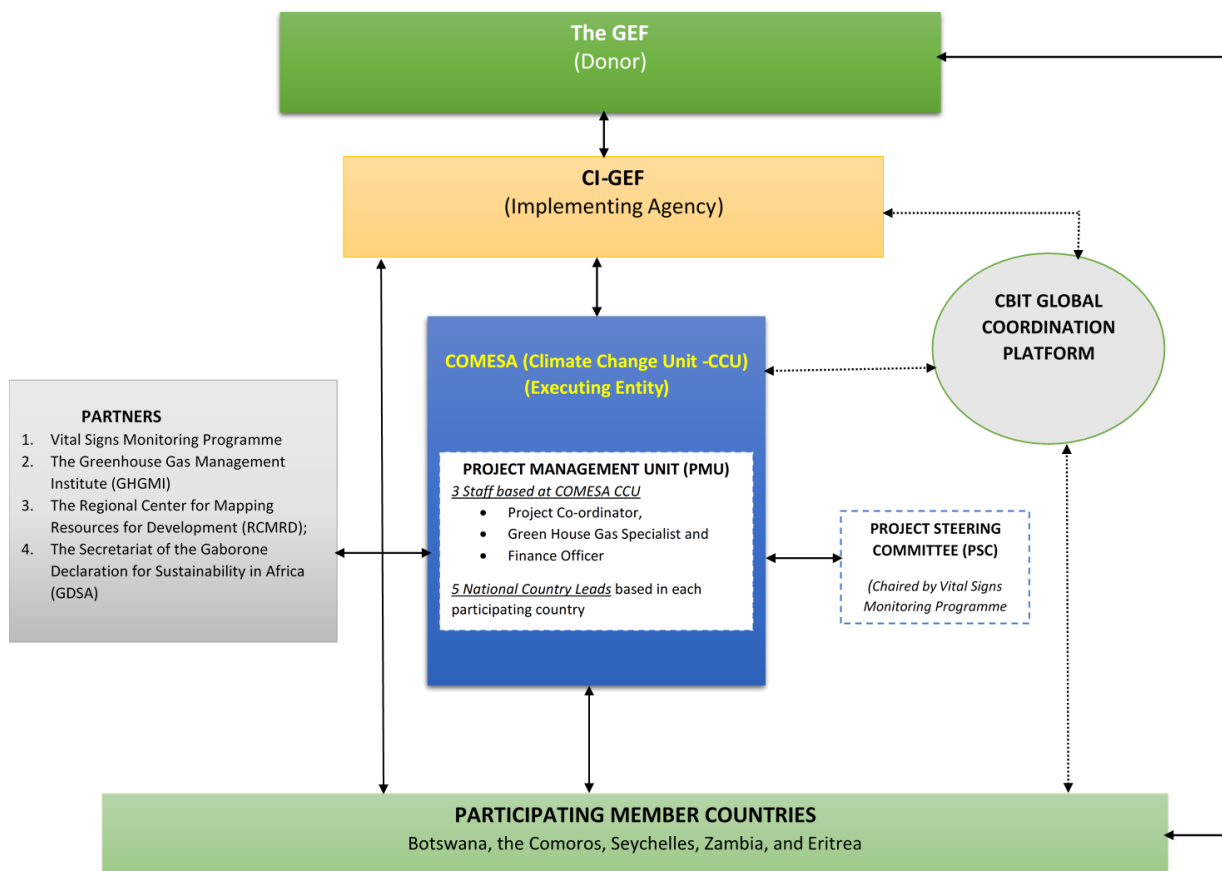 The GEF
(Donor)
CI-GEF
(Implementing Agency)
CBIT GLOBAL
COORDINATION
PLATFORM
COMESA (Climate Change Unit -CCU)
(Executing Entity)
PARTNERS
1. Vital Signs Monitoring Programme
2. The Greenhouse Gas Management
Institute (GHGMI)
3. The Regional Center for Mapping
Resources for Development (RCMRD);
4. The Secretariat of the Gaborone
Declaration for Sustainability in Africa
(GDSA)
PROJECT MANAGEMENT UNIT (PMU)
3 Staff based at COMESA CCU
• Project Co-ordinator,
• Green House Gas Specialist and
• Finance Officer
5 National Country Leads based in each
participating country
PROJECT STEERING
COMMITTEE (PSC)
(Chaired by Vital Signs
Monitoring Programme
PARTICIPATING MEMBER COUNTRIES
Botswana, the Comoros, Seychelles, Zambia, and Eritrea